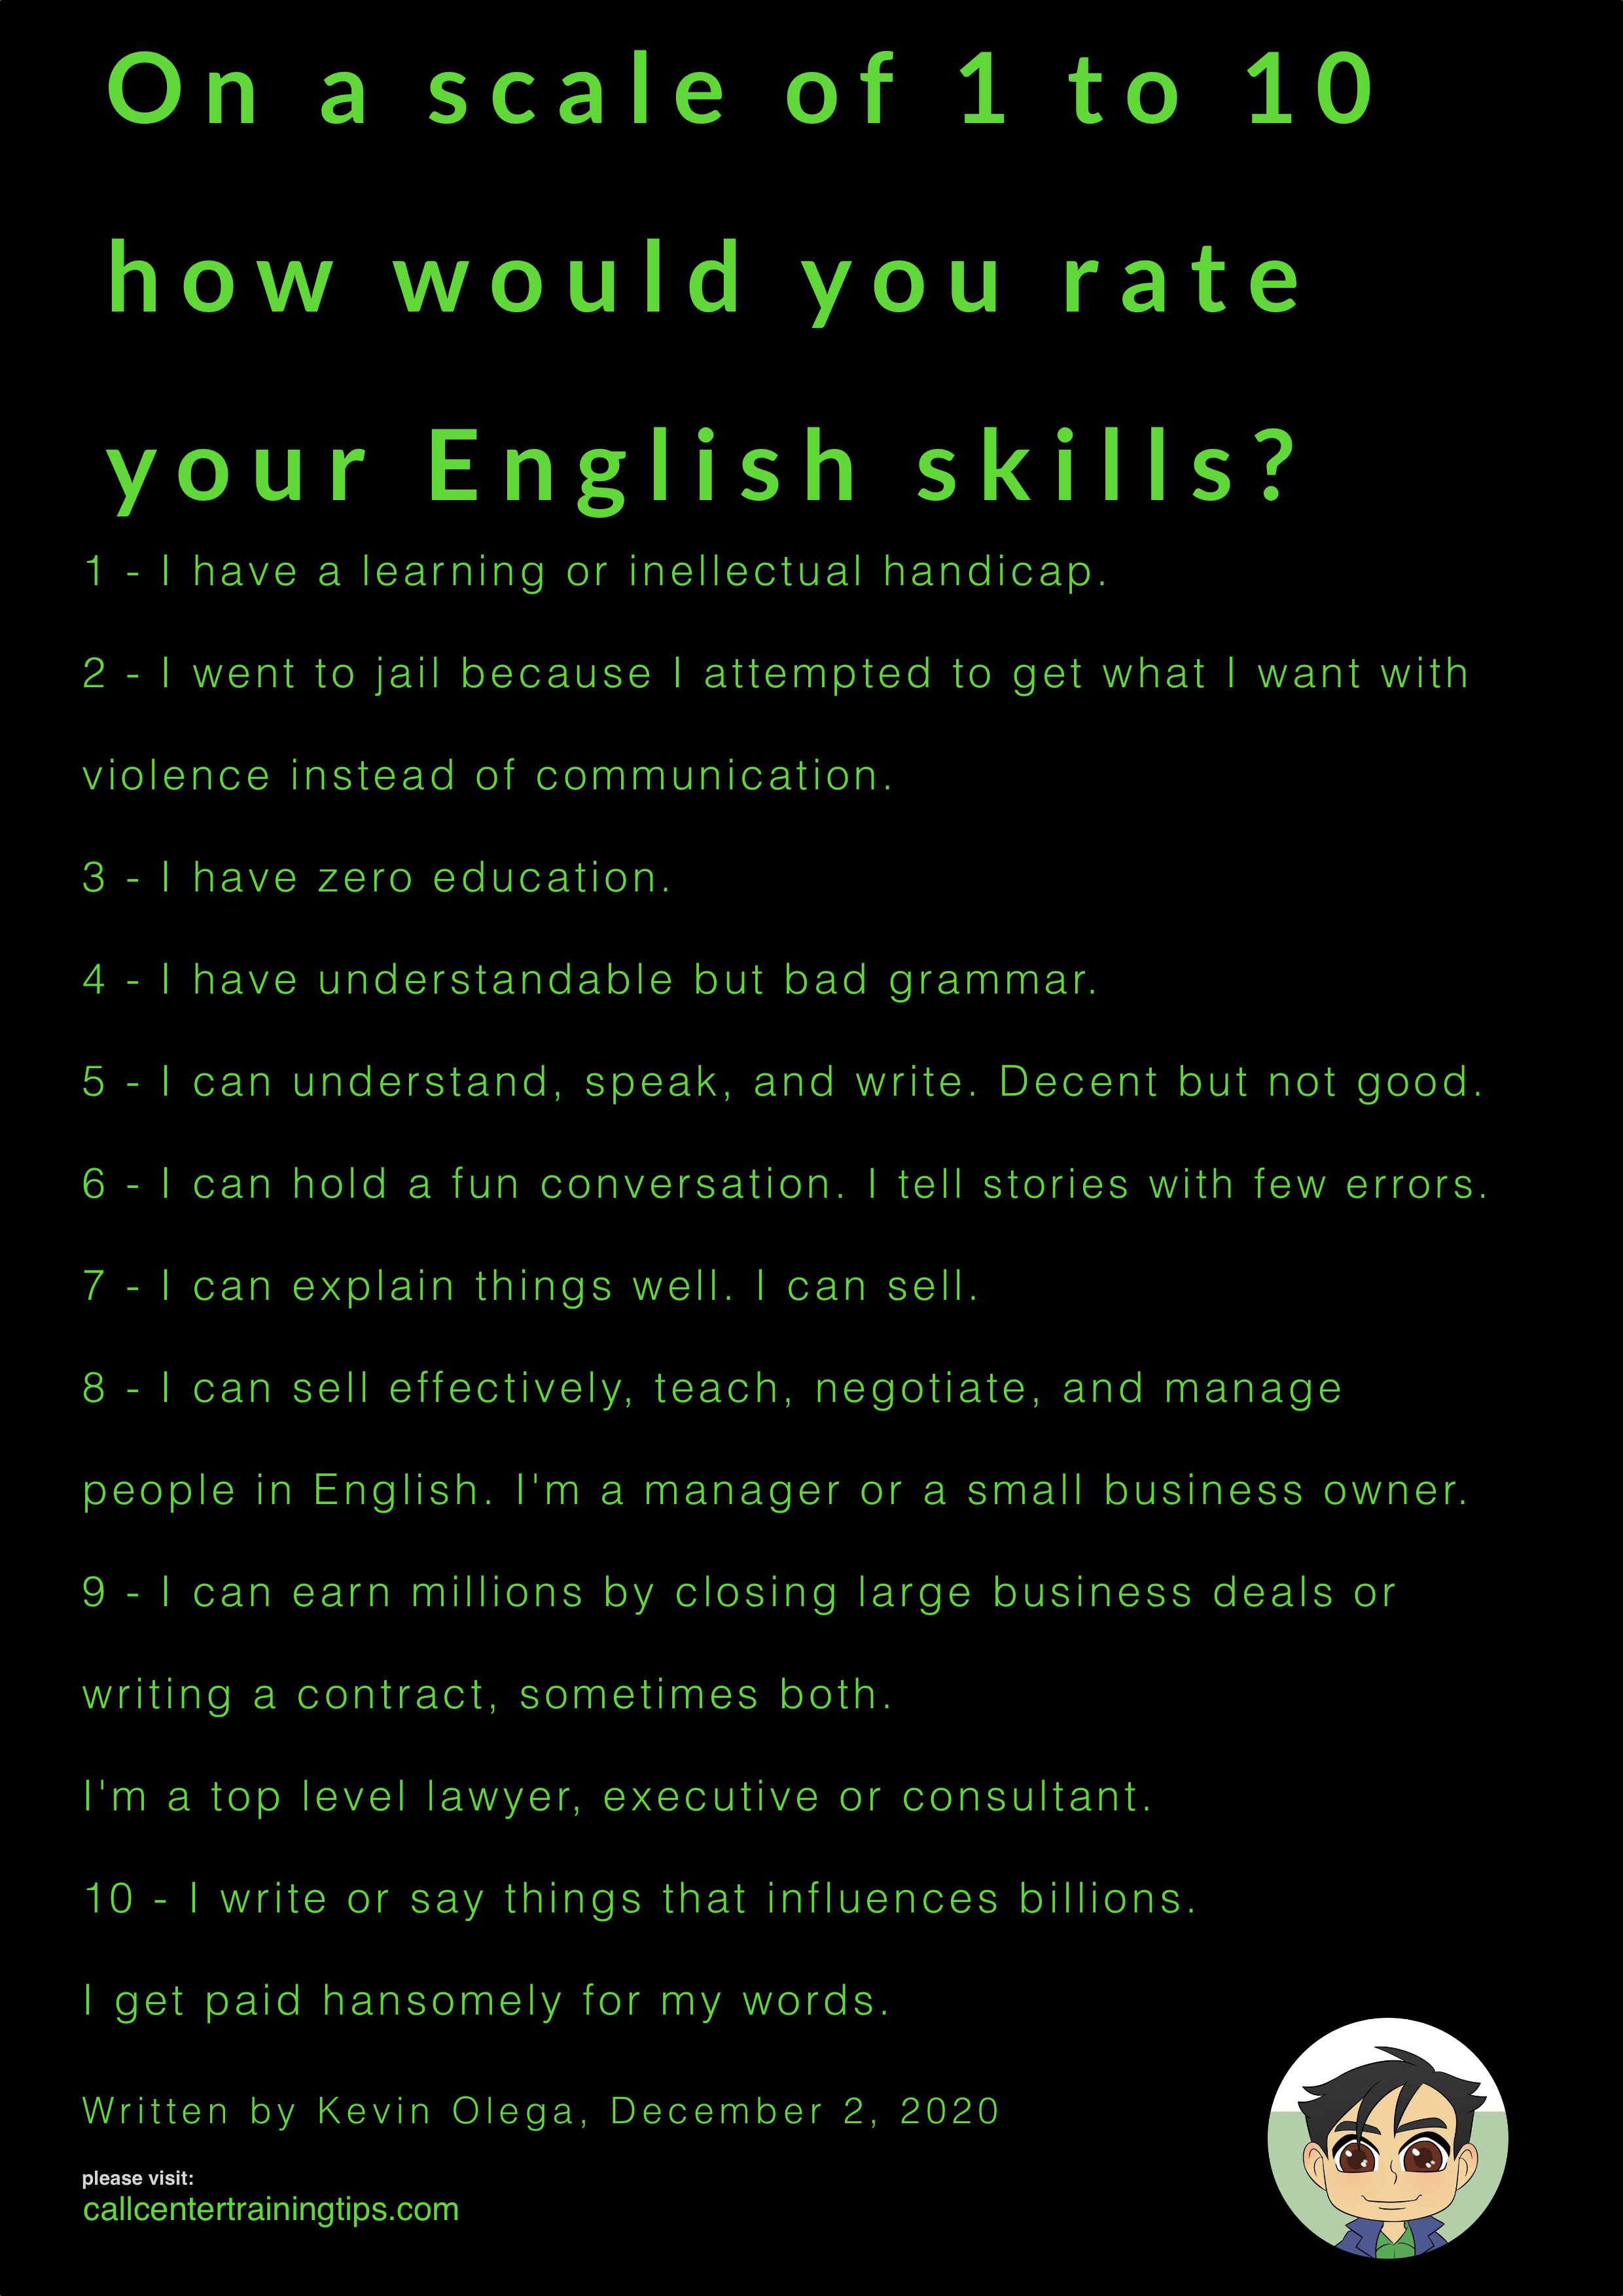 On a scale of 1 to 10
how would you rate
your English skills?
1 - I have a learning or inellectual handicap.
2 - I went to jail because I attempted to get what I want with
violence instead of communication.
3 - I have zero education.
4 - I have understandable but bad grammar.
5 - I can understand, speak, and write. Decent but not good.
6 - I can hold a fun conversation. I tell stories with few errors.
7 - I can explain things well. I can sell.
8 - I can sell effectively, teach, negotiate, and manage
people in English. I'm a manager or a small business owner.
9 - I can earn millions by closing large business deals or
writing a contract, sometimes both.
I'm a top level lawyer, executive or consultant.
10 - I write or say things that influences billions.
I get paid hansomely for my words.
Written by Kevin Olega, December 2, 2020
please visit:
callcentertrainingtips.com